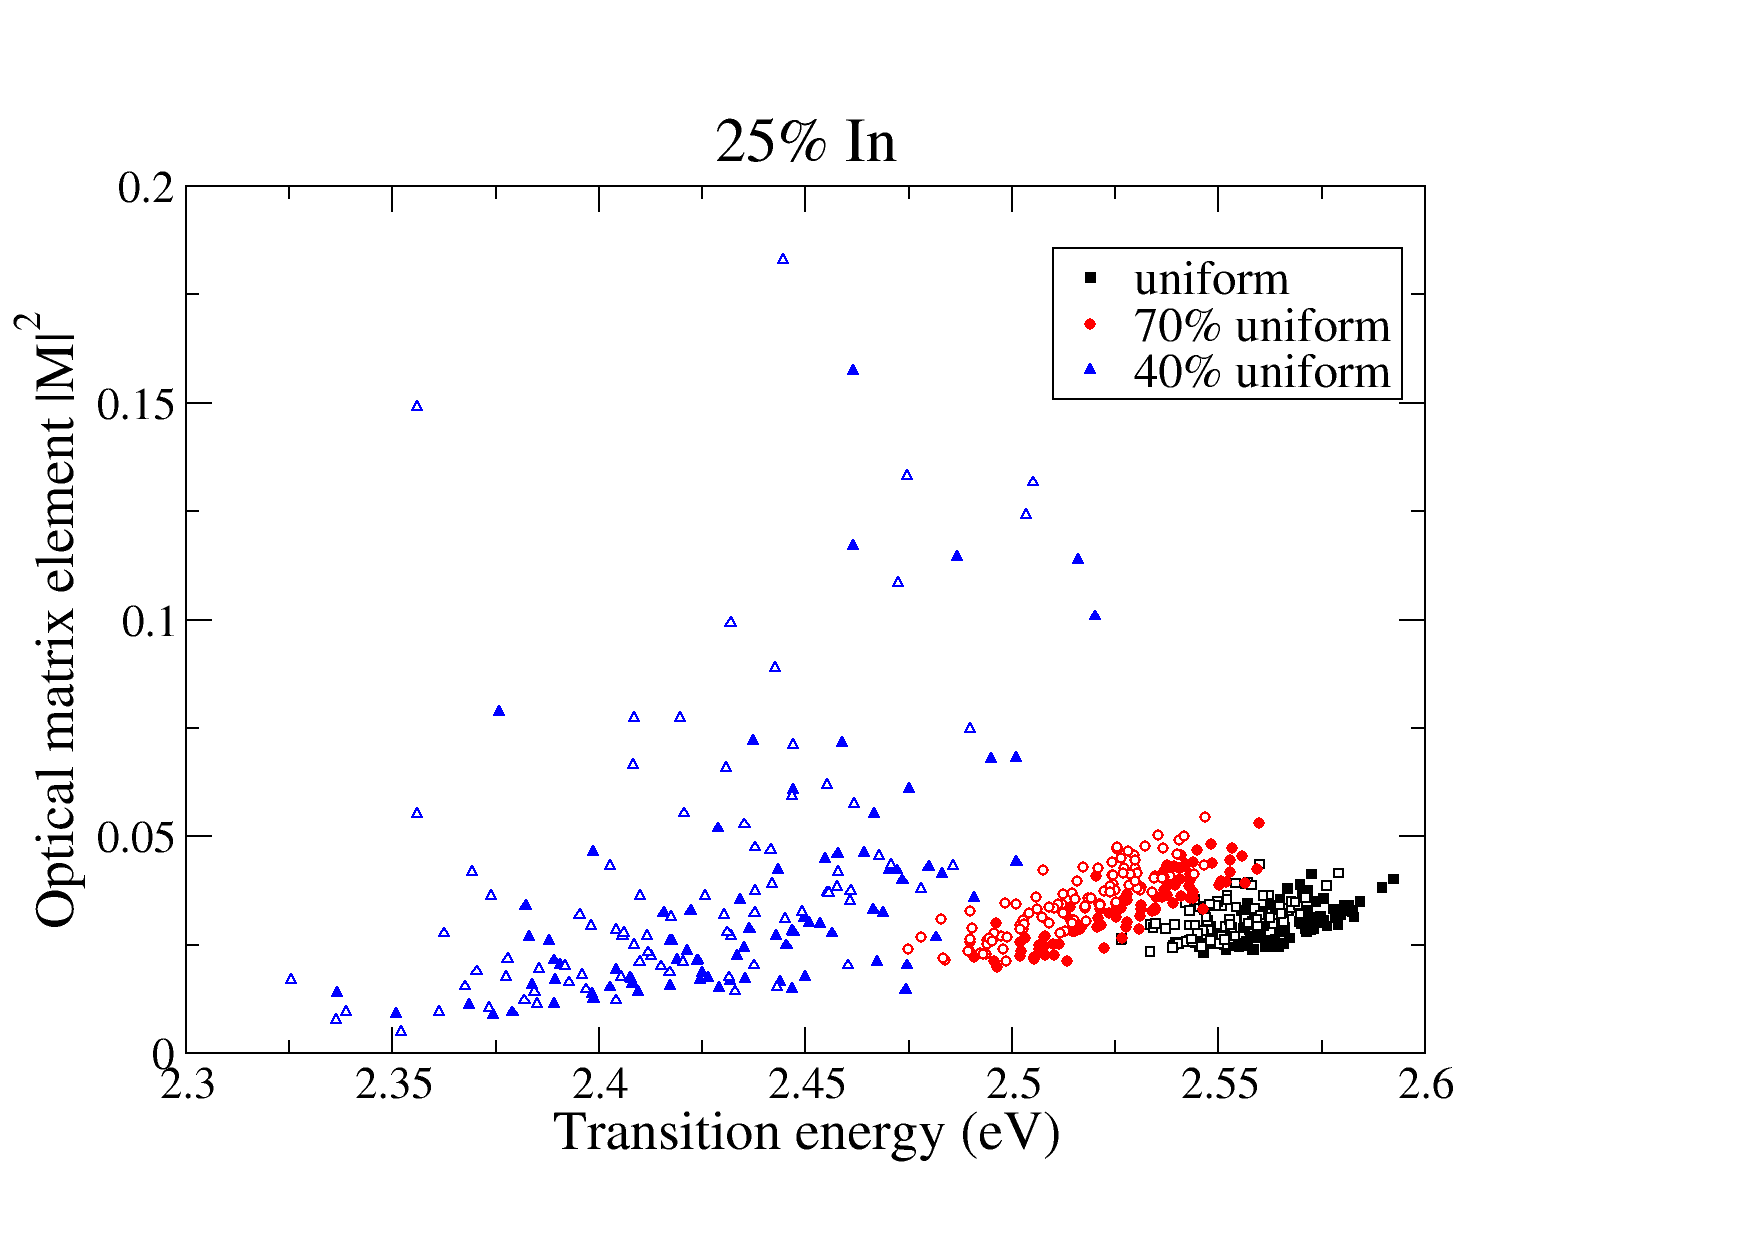 25% In
0.2
0.15
0.1
0.05
0
Optical matrix element |M|²
uniform
70% uniform
40% uniform
2.3 2.35 2.4 2.45 2.5 2.55 2.6
Transition energy (eV)